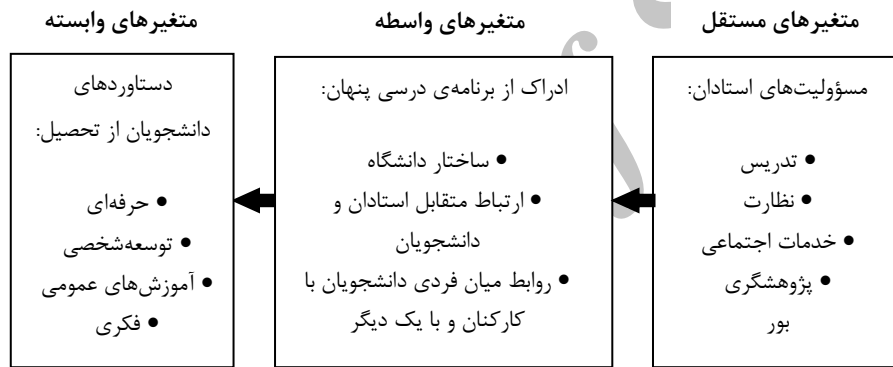 متغیرهای مستقل
مسؤولیت‌های استادان:
• تدریس
• نظارت
• خدمات اجتماعی
• پژوهشگری
بور
متغیرهای واسطه
ادراک از برنامه‌ی درسی پنهان:
• ساختار دانشگاه
• ارتباط متقابل استادان و
دانشجویان
• روابط میان فردی دانشجویان با
کارکنان و با یک دیگر
متغیرهای وابسته
دستاوردهای
دانشجویان از تحصیل:
• حرفه‌ای
• توسعه‌شخصی
• آموزش‌های عمومی
• فکری